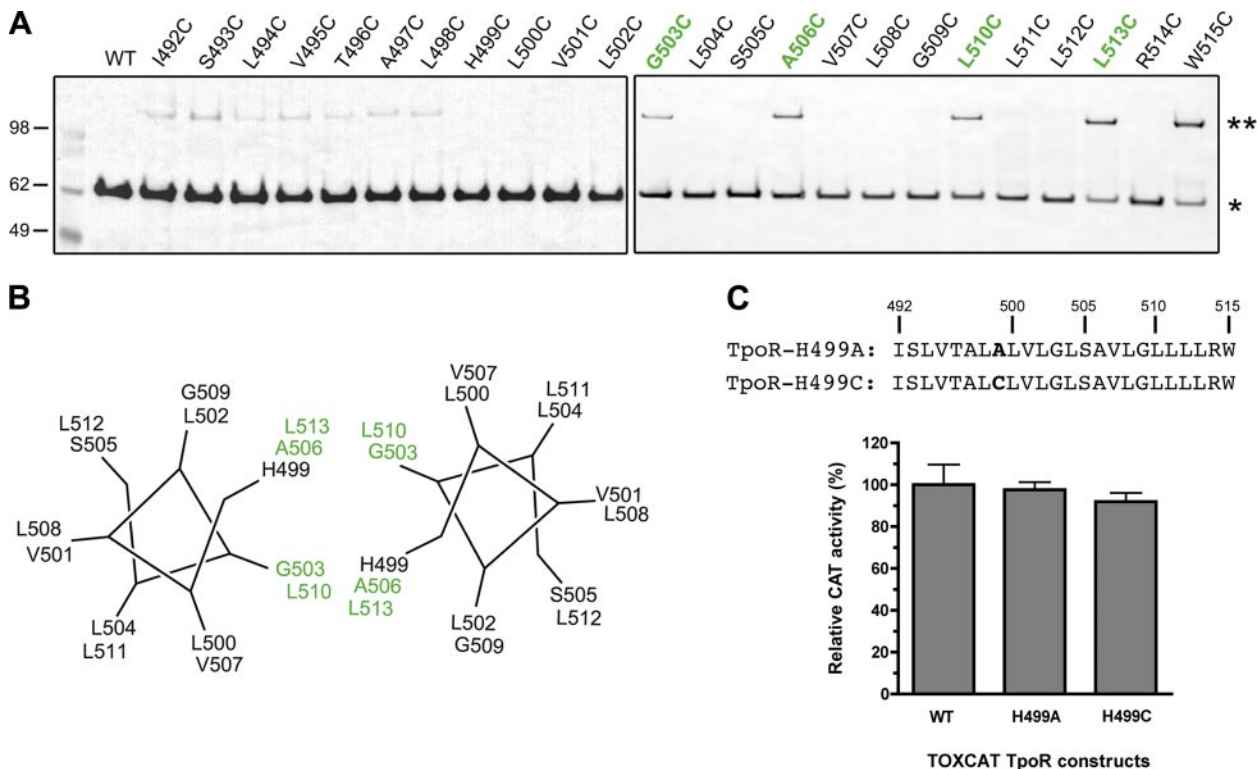 A
WT I492C S493C L494C V495C T496C A497C L498C H499C L500C V501C L502C G503C L504C S505C A506C V507C L508C G509C L510C L511C L512C L513C R514C W515C
98
62
49
**
*
B
G509
L502
L512
S505
L513
A506
H499
L508
V501
G503
L510
L504
L511
L500
V507
V507
L500
L511
L504
L510
G503
V501
L508
H499
A506
L513
S505
L512
L502
G509
C
492 500 505 510 515
TpoR-H499A: ISLVTALALVLGLSAVLGLLLLRW
TpoR-H499C: ISLVTALCLVLGLSAVLGLLLLRW
Relative CAT activity (%)
120
100
80
60
40
20
0
WT H499A H499C
TOXCAT TpoR constructs